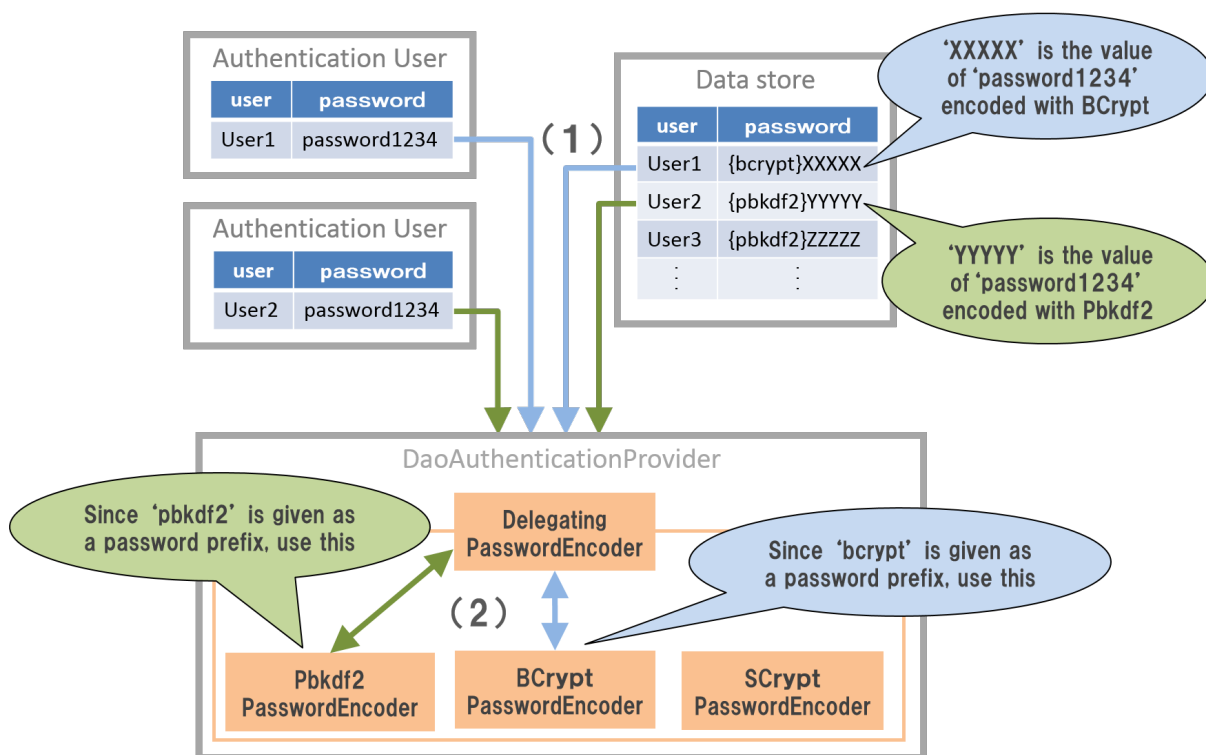 Authentication User
user password
User1 password1234
(1)
Data store
user password
User1 {bcrypt}XXXXX
User2 {pbkdf2}YYYYY
User3 {pbkdf2}ZZZZZ
⋮ ⋮
‘XXXXX’ is the value
of ‘password1234’
encoded with BCrypt
Authentication User
user password
User2 password1234
‘YYYYY’ is the value
of ‘password1234’
encoded with Pbkdf2
DaoAuthenticationProvider
Since ‘pbkdf2’ is given as
a password prefix, use this
Delegating
PasswordEncoder
Since ‘bcrypt’ is given as
a password prefix, use this
(2)
Pbkdf2
PasswordEncoder
BCrypt
PasswordEncoder
SCrypt
PasswordEncoder